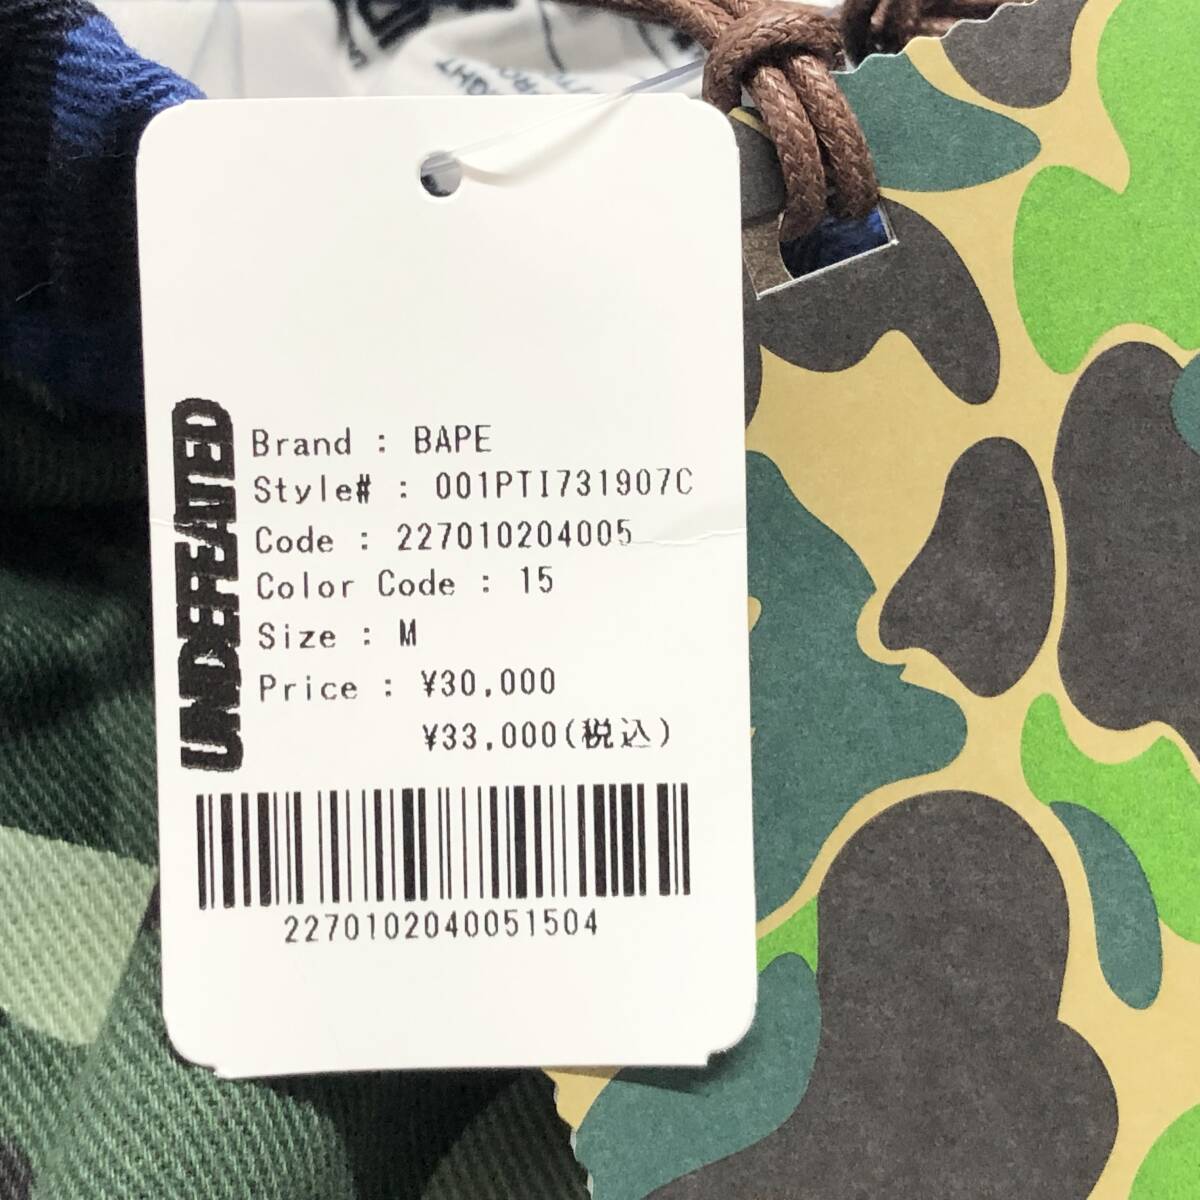 UNDEFEATED
Brand : BAPE
Style# : 001PTI731907C
Code : 227010204005
Color Code : 15
Size : M
Price : ¥30,000
¥33,000(税込)
2270102040051504